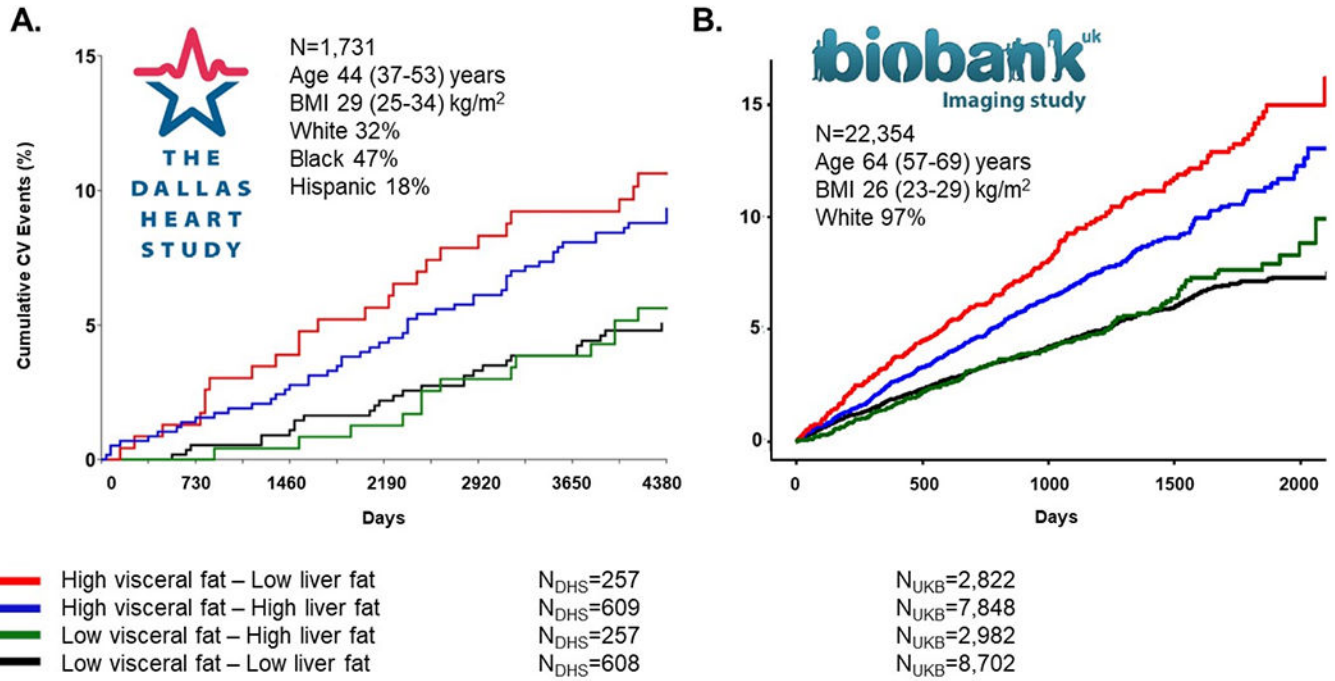 A.
15
10
5
0
Cumulative CV Events (%)
THE
DALLAS
HEART
STUDY
N=1,731
Age 44 (37-53) years
BMI 29 (25-34) kg/m²
White 32%
Black 47%
Hispanic 18%
0 730 1460 2190 2920 3650 4380
Days
B.
15
10
5
0
biobank uk
Imaging study
N=22,354
Age 64 (57-69) years
BMI 26 (23-29) kg/m²
White 97%
0 500 1000 1500 2000
Days
High visceral fat – Low liver fat NDHS=257 NUKB=2,822
High visceral fat – High liver fat NDHS=609 NUKB=7,848
Low visceral fat – High liver fat NDHS=257 NUKB=2,982
Low visceral fat – Low liver fat NDHS=608 NUKB=8,702